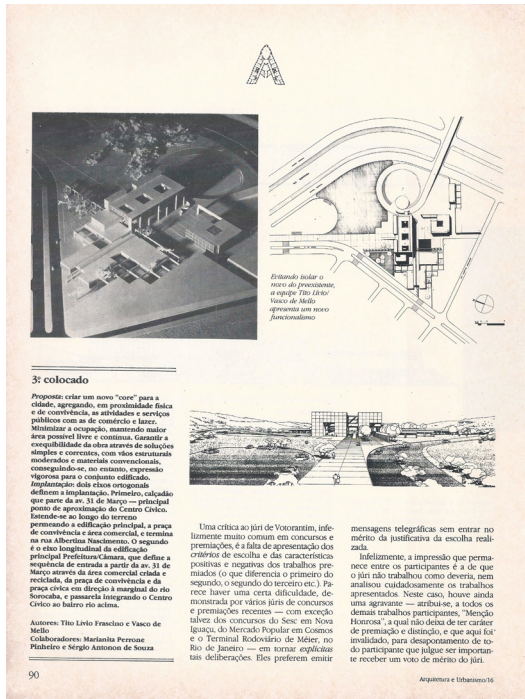 Evitando isolar o
novo do preexistente,
a equipe Tito Livio/
Vasco de Mello
apresenta um novo
funcionalismo
3º colocado
Proposta: criar um novo "core" para a
cidade, agregando, em proximidade física
e de convivência, as atividades e serviços
públicos com as de comércio e lazer.
Minimizar a ocupação, mantendo maior
área possível livre e contínua. Garantir a
exequibilidade da obra através de soluções
simples e correntes, com vãos estruturais
moderados e materiais convencionais,
conseguindo-se, no entanto, expressão
vigorosa para o conjunto edificado.
Implantação: dois eixos ortogonais
definem a implantação. Primeiro, calçadão
que parte da av. 31 de Março — principal
ponto de aproximação do Centro Cívico.
Estende-se ao longo do terreno
permeando a edificação principal, a praça
de convivência e área comercial, e termina
na rua Albertina Nascimento. O segundo
é o eixo longitudinal da edificação
principal Prefeitura/Câmara, que define a
sequência de entrada a partir da av. 31 de
Março através da área comercial criada e
reciclada, da praça de convivência e da
praça cívica em direção à marginal do rio
Sorocaba, e passarela integrando o Centro
Cívico ao bairro rio acima.
Autores: Tito Livio Frascino e Vasco de
Mello
Colaboradores: Marianita Perrone
Pinheiro e Sérgio Antonon de Souza
Uma crítica ao júri de Votorantim, infe-
lizmente muito comum em concursos e
premiações, é a falta de apresentação dos
critérios de escolha e das características
positivas e negativas dos trabalhos pre-
miados (o que diferencia o primeiro do
segundo, o segundo do terceiro etc.). Pa-
rece haver uma certa dificuldade, de-
monstrada por vários júris de concursos
e premiações recentes — com exceção
talvez dos concursos do Sesc em Nova
Iguaçu, do Mercado Popular em Cosmos
e o Terminal Rodoviário de Méier, no
Rio de Janeiro — em tornar explícitas
tais deliberações. Eles preferem emitir
mensagens telegráficas sem entrar no
mérito da justificativa da escolha reali-
zada.
Infelizmente, a impressão que perma-
nece entre os participantes é a de que
o júri não trabalhou como deveria, nem
analisou cuidadosamente os trabalhos
apresentados. Neste caso, houve ainda
uma agravante — atribui-se, a todos os
demais trabalhos participantes, "Menção
Honrosa", a qual não deixa de ter caráter
de premiação e distinção, e que aqui foi
invalidado, para desapontamento de to-
do participante que julgue ser importan-
te receber um voto de mérito do júri.
90
Arquitetura e Urbanismo/16